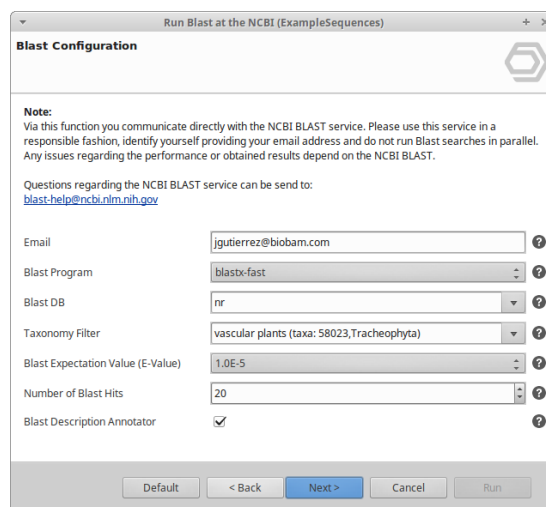 Run Blast at the NCBI (ExampleSequences)
Blast Configuration
Note:
Via this function you communicate directly with the NCBI BLAST service. Please use this service in a
responsible fashion, identify yourself providing your email address and do not run Blast searches in parallel.
Any issues regarding the performance or obtained results depend on the NCBI BLAST.
Questions regarding the NCBI BLAST service can be send to:
blast-help@ncbi.nlm.nih.gov
Email jgutierrez@biobam.com
Blast Program blastx-fast
Blast DB nr
Taxonomy Filter vascular plants (taxa: 58023,Tracheophyta)
Blast Expectation Value (E-Value) 1.0E-5
Number of Blast Hits 20
Blast Description Annotator
Default < Back Next > Cancel Run